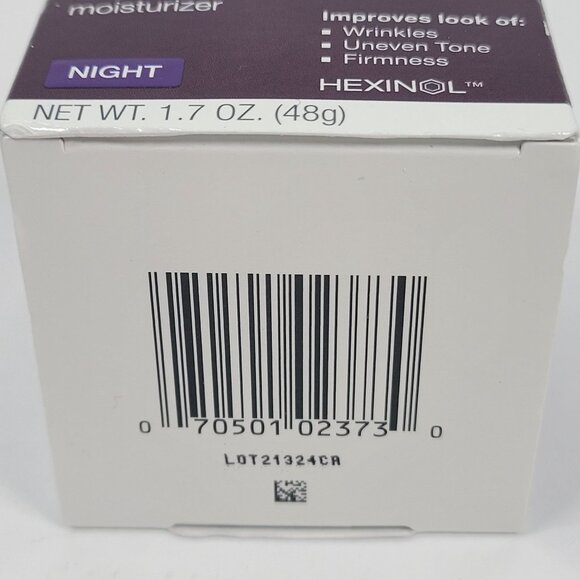 moisturizer
NIGHT
NET WT. 1.7 OZ. (48g)
Improves look of:
▪ Wrinkles
▪ Uneven Tone
▪ Firmness
HEXINOL™
0 70501 02373 0
LOT21324CR